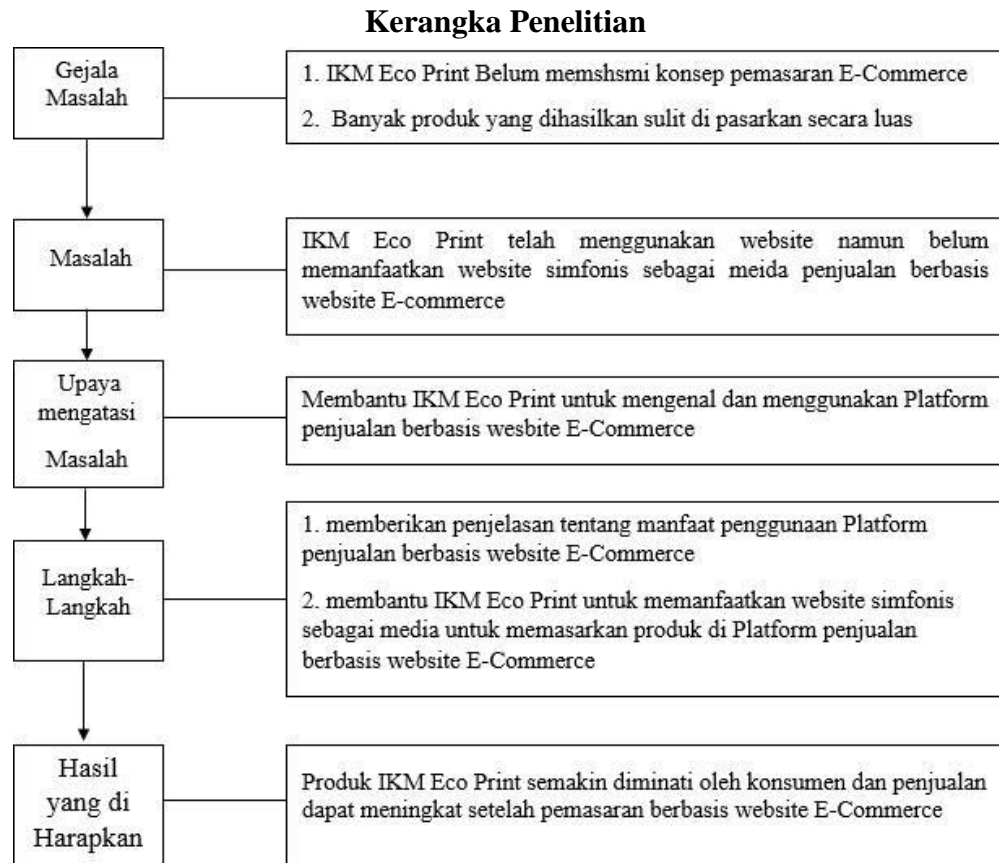 Kerangka Penelitian
Gejala
Masalah
1. IKM Eco Print Belum memshsmi konsep pemasaran E-Commerce
2. Banyak produk yang dihasilkan sulit di pasarkan secara luas
Masalah
IKM Eco Print telah menggunakan website namun belum
memanfaatkan website simfonis sebagai meida penjualan berbasis
website E-commerce
Upaya
mengatasi
Masalah
Membantu IKM Eco Print untuk mengenal dan menggunakan Platform
penjualan berbasis wesbite E-Commerce
Langkah-
Langkah
1. memberikan penjelasan tentang manfaat penggunaan Platform
penjualan berbasis website E-Commerce
2. membantu IKM Eco Print untuk memanfaatkan website simfonis
sebagai media untuk memasarkan produk di Platform penjualan
berbasis website E-Commerce
Hasil
yang di
Harapkan
Produk IKM Eco Print semakin diminati oleh konsumen dan penjualan
dapat meningkat setelah pemasaran berbasis website E-Commerce